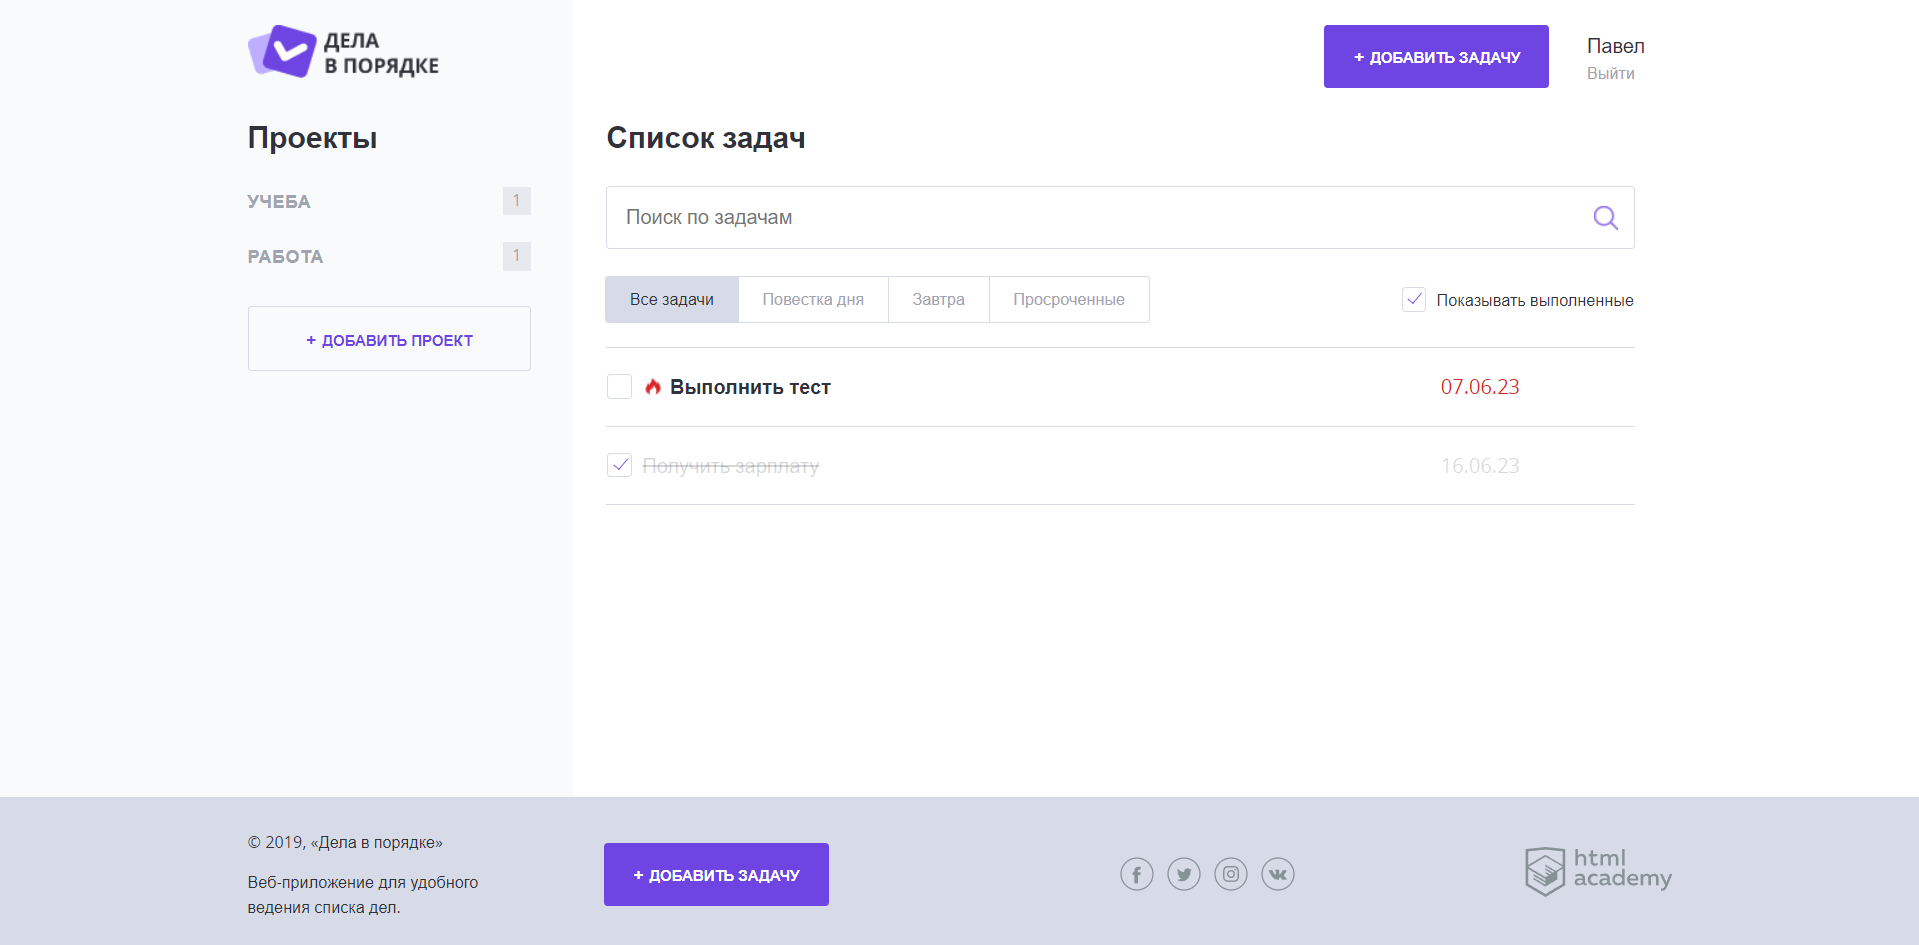 ДЕЛА
В ПОРЯДКЕ
+ ДОБАВИТЬ ЗАДАЧУ
Павел
Выйти
Проекты
УЧЕБА 1
РАБОТА 1
+ ДОБАВИТЬ ПРОЕКТ
Список задач
Поиск по задачам
Все задачи Повестка дня Завтра Просроченные Показывать выполненные
Выполнить тест 07.06.23
Получить зарплату 16.06.23
© 2019, «Дела в порядке»
Веб-приложение для удобного
ведения списка дел.
+ ДОБАВИТЬ ЗАДАЧУ
html
academy